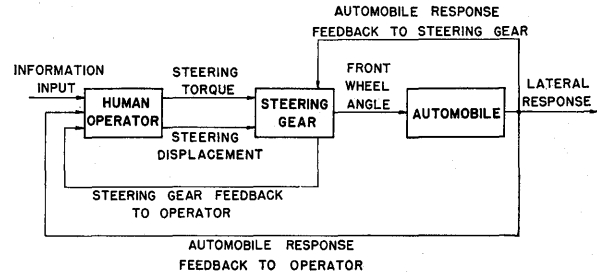 AUTOMOBILE RESPONSE
FEEDBACK TO STEERING GEAR
INFORMATION
INPUT
STEERING
TORQUE
FRONT
WHEEL
ANGLE
LATERAL
RESPONSE
HUMAN
OPERATOR
STEERING
GEAR
AUTOMOBILE
STEERING
DISPLACEMENT
STEERING GEAR FEEDBACK
TO OPERATOR
AUTOMOBILE RESPONSE
FEEDBACK TO OPERATOR